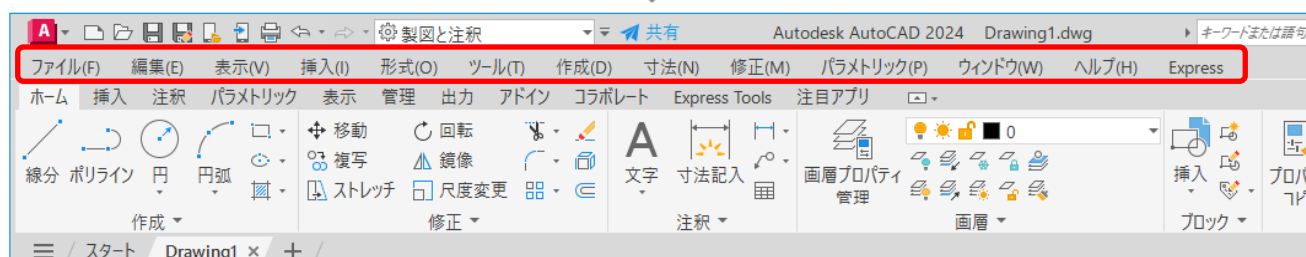 A 製図と注釈 共有 Autodesk AutoCAD 2024 Drawing1.dwg キーワードまたは語句
ファイル(F) 編集(E) 表示(V) 挿入(I) 形式(O) ツール(T) 作成(D) 寸法(N) 修正(M) パラメトリック(P) ウィンドウ(W) ヘルプ(H) Express
ホーム 挿入 注釈 パラメトリック 表示 管理 出力 アドイン コラボレート Express Tools 注目アプリ
移動 回転 0
線分 ポリライン 円 円弧 複写 鏡像 文字 寸法記入 画層プロパティ 挿入
ストレッチ 尺度変更 管理
作成 修正 注釈 画層 ブロック
スタート Drawing1 × +